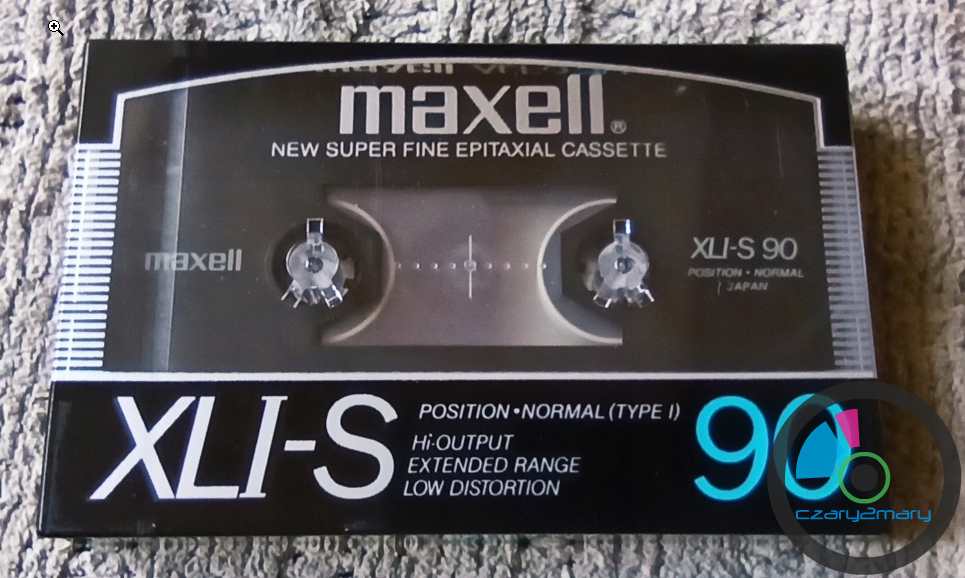 maxell®
NEW SUPER FINE EPITAXIAL CASSETTE
maxell
XLI-S 90
POSITION • NORMAL
JAPAN
XLI-S
POSITION•NORMAL (TYPE I)
Hi-OUTPUT
EXTENDED RANGE
LOW DISTORTION
90
czary2mary